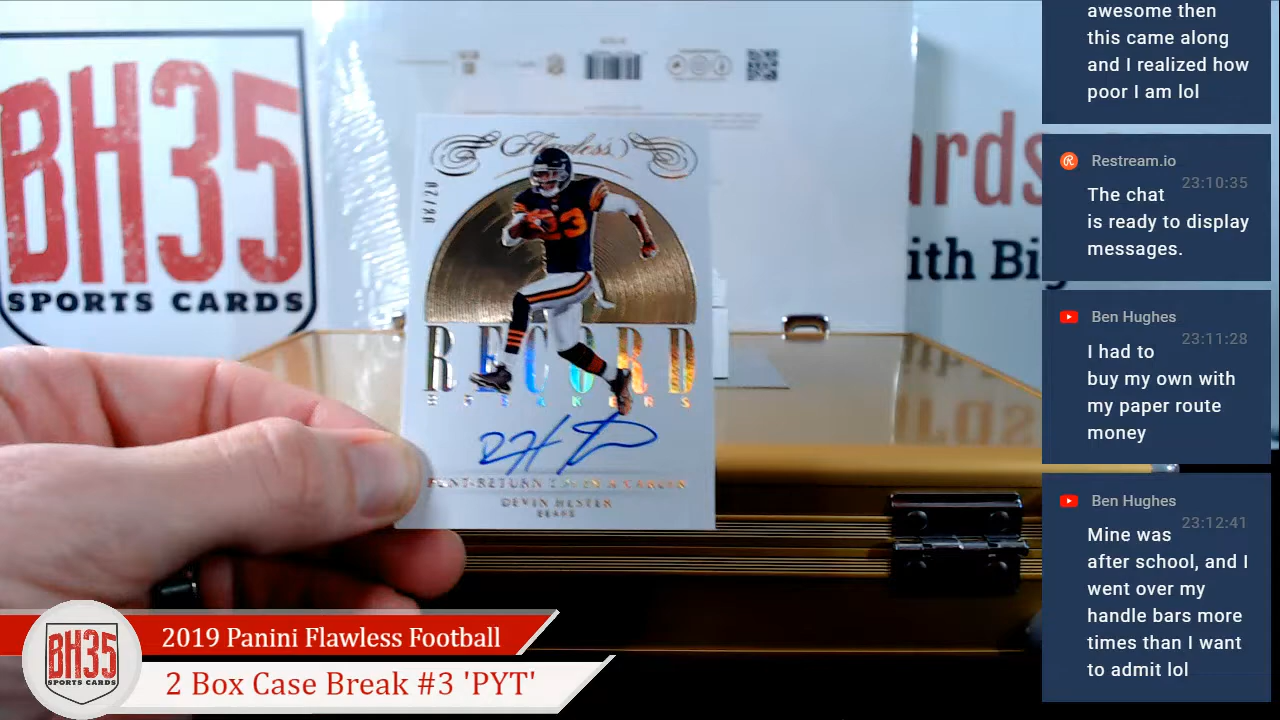 BH35
SPORTS CARDS
ards
ith Bi
Flawless
23
RECORD
BREAKERS
DEVIN HESTER
BEARS
2019 Panini Flawless Football
2 Box Case Break #3 'PYT'
BH35
SPORTS CARDS
awesome then
this came along
and I realized how
poor I am lol
Restream.io
23:10:35
The chat
is ready to display
messages.
Ben Hughes
23:11:28
I had to
buy my own with
my paper route
money
Ben Hughes
23:12:41
Mine was
after school, and I
went over my
handle bars more
times than I want
to admit lol